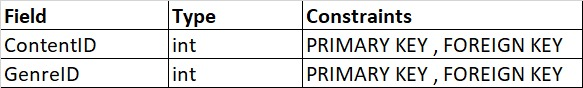 Field Type Constraints
ContentID int PRIMARY KEY , FOREIGN KEY
GenreID int PRIMARY KEY , FOREIGN KEY